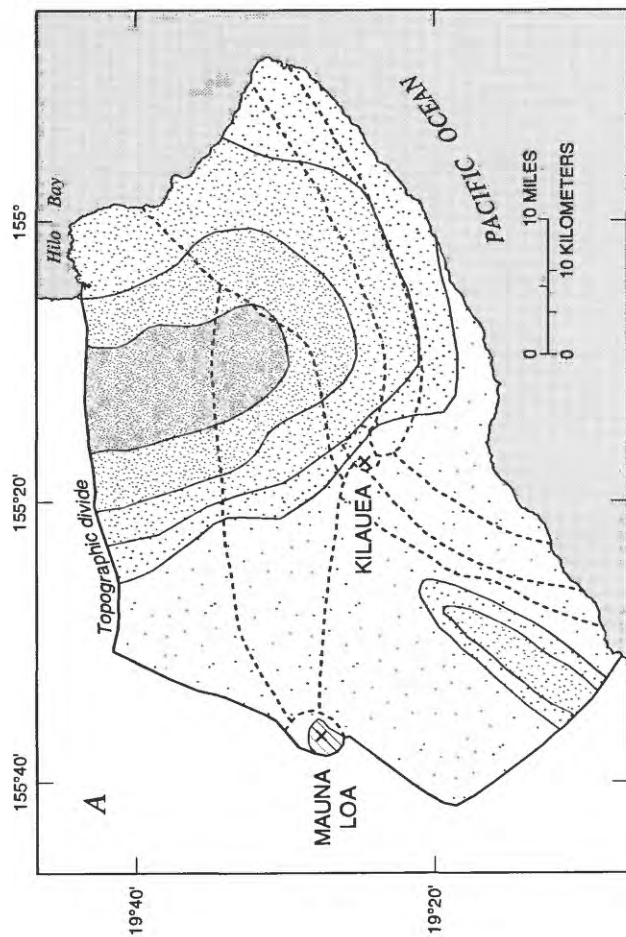 A
155°40'
155°20'
155°
19°40'
19°20'
Topographic divide
Hilo Bay
MAUNA
LOA
KILAUEA
PACIFIC OCEAN
0 10 MILES
0 10 KILOMETERS